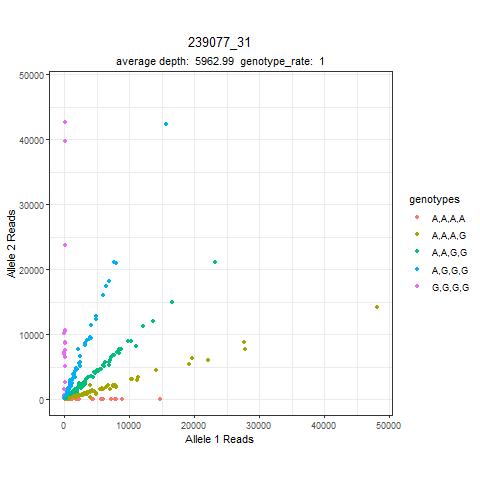 239077_31
average depth:  5962.99  genotype_rate:  1
50000
40000
30000
20000
10000
0
Allele 2 Reads
0
10000
20000
30000
40000
50000
Allele 1 Reads
genotypes
A,A,A,A
A,A,A,G
A,A,G,G
A,G,G,G
G,G,G,G